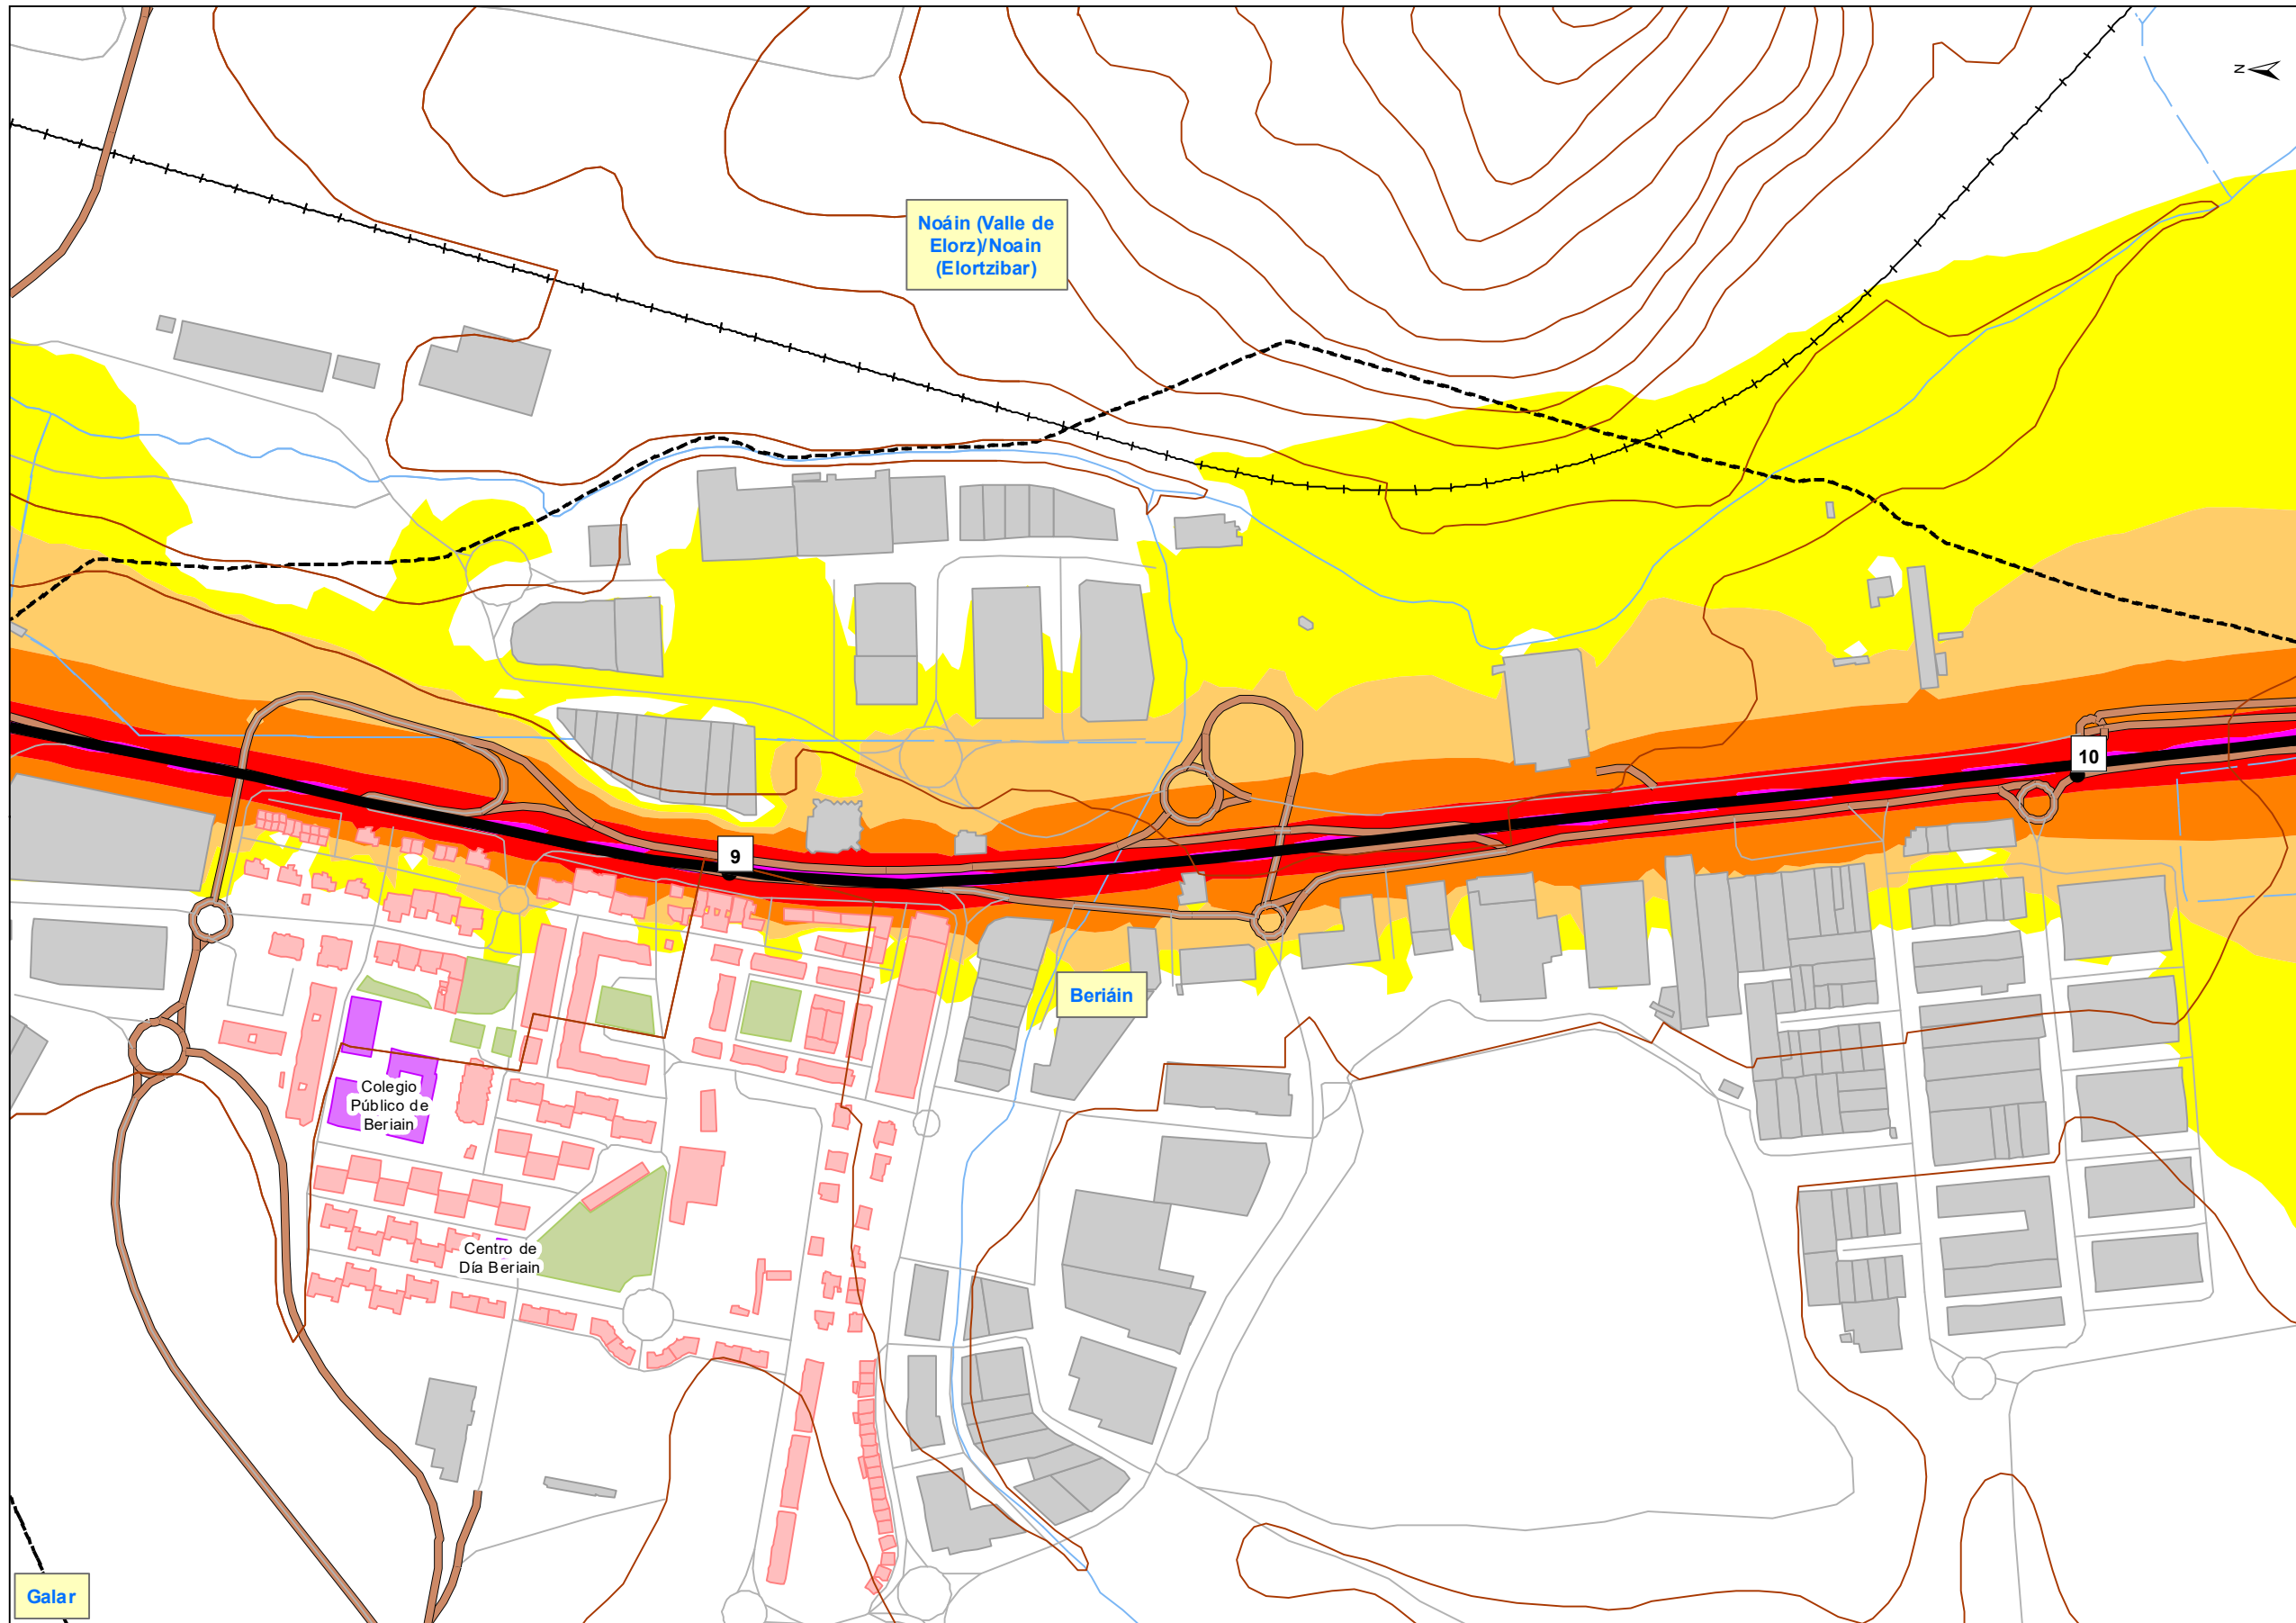 N
Noáin (Valle de
Elorz)/Noain
(Elortzibar)
10
9
Beriáin
Colegio
Público de
Beriain
Centro de
Día Beriain
Galar